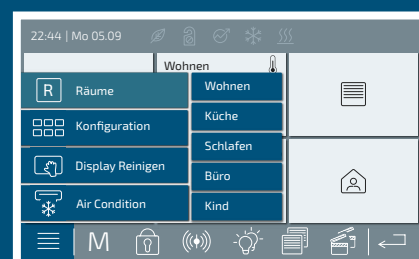 22:44 | Mo 05.09
Wohnen
R Räume
Wohnen
Küche
Konfiguration
Schlafen
Display Reinigen
Büro
Air Condition
Kind
M